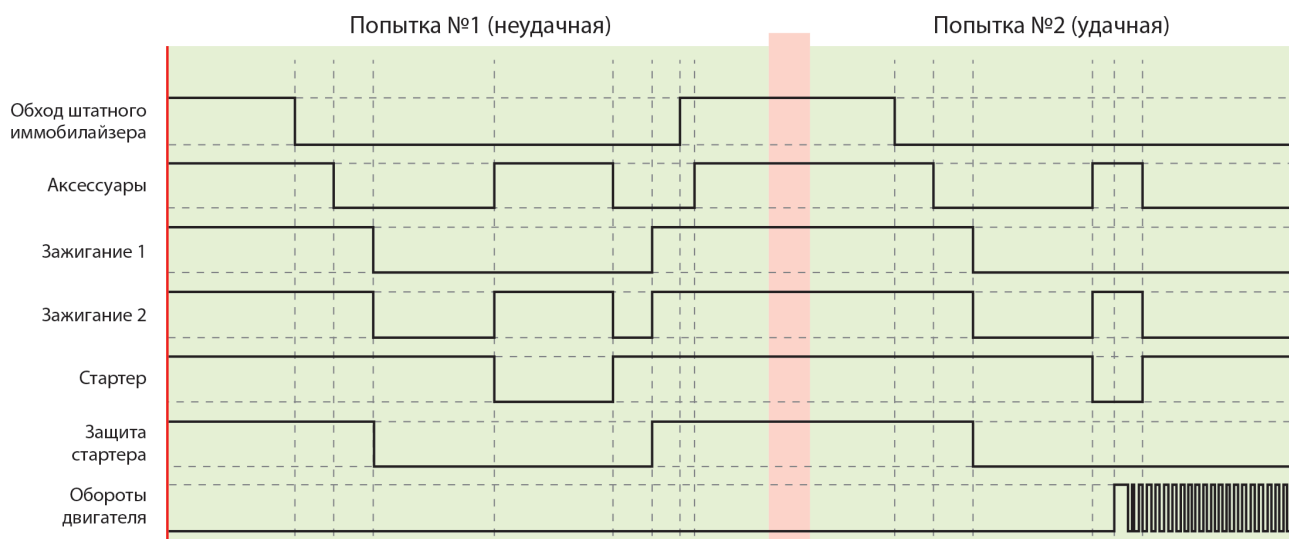 Попытка №1 (неудачная)
Попытка №2 (удачная)
Обход штатного
иммобилайзера
Аксессуары
Зажигание 1
Зажигание 2
Стартер
Защита
стартера
Обороты
двигателя